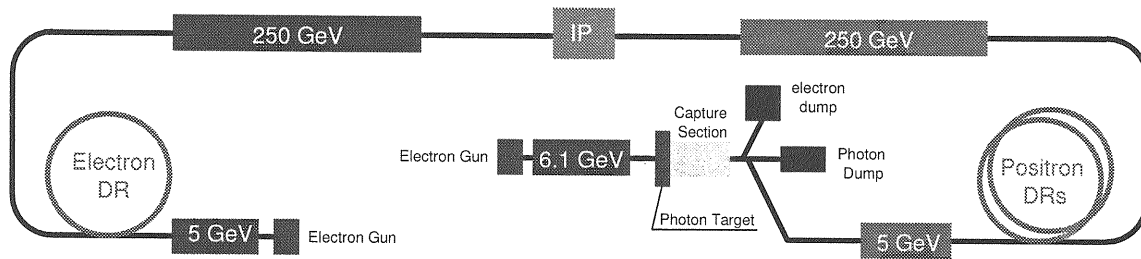 250 GeV
IP
250 GeV
electron
dump
Capture
Section
Electron Gun
6.1 GeV
Photon
Dump
Photon Target
Electron
DR
Positron
DRs
5 GeV
Electron Gun
5 GeV